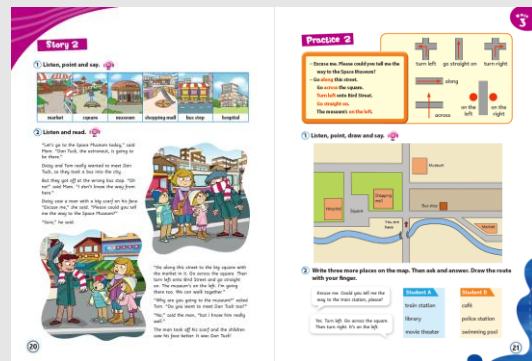 Story 2
1 Listen, point and say.
market square museum shopping mall bus stop hospital
2 Listen and read.
"Let's go to the Space Museum today," said
Mom. "Dan Tuck, the astronaut, is going to
be there."
Daisy and Tom really wanted to meet Dan
Tuck, so they took a bus into the city.
But they got off at the wrong bus stop. "Oh
no!" said Mom. "I don't know the way from
here."
Daisy saw a man with a big scarf on his face.
"Excuse me," she said. "Please could you tell
me the way to the Space Museum?"
"Sure," he said.
"Go along this street to the big square with
the market in it. Go across the square. Then
turn left onto Bird Street and go straight
on. The museum's on the left. I'm going
there too. We can walk together."
"Why are you going to the museum?" asked
Tom. "Do you want to meet Dan Tuck too?"
"Yes," said the man, "but I know him really
well."
The man took off his scarf and the children
saw his face better. It was Dan Tuck!
20
Unit
3
Practice 2
– Excuse me. Please could you tell me the
way to the Space Museum?
– Go along this street.
Go across the square.
Turn left onto Bird Street.
Go straight on.
The museum's on the left.
turn left go straight on turn right
along
across
on the
left
on the
right
1 Listen, point, draw and say.
Museum
Hospital
Square
Shopping
mall
Bus stop
You are
here
Market
2 Write three more places on the map. Then ask and answer. Draw the route
with your finger.
Excuse me. Could you tell me the
way to the train station, please?
Yes. Turn left. Go across the square.
Then turn right. It's on the left.
Student A
train station
library
movie theater
Student B
café
police station
swimming pool
21